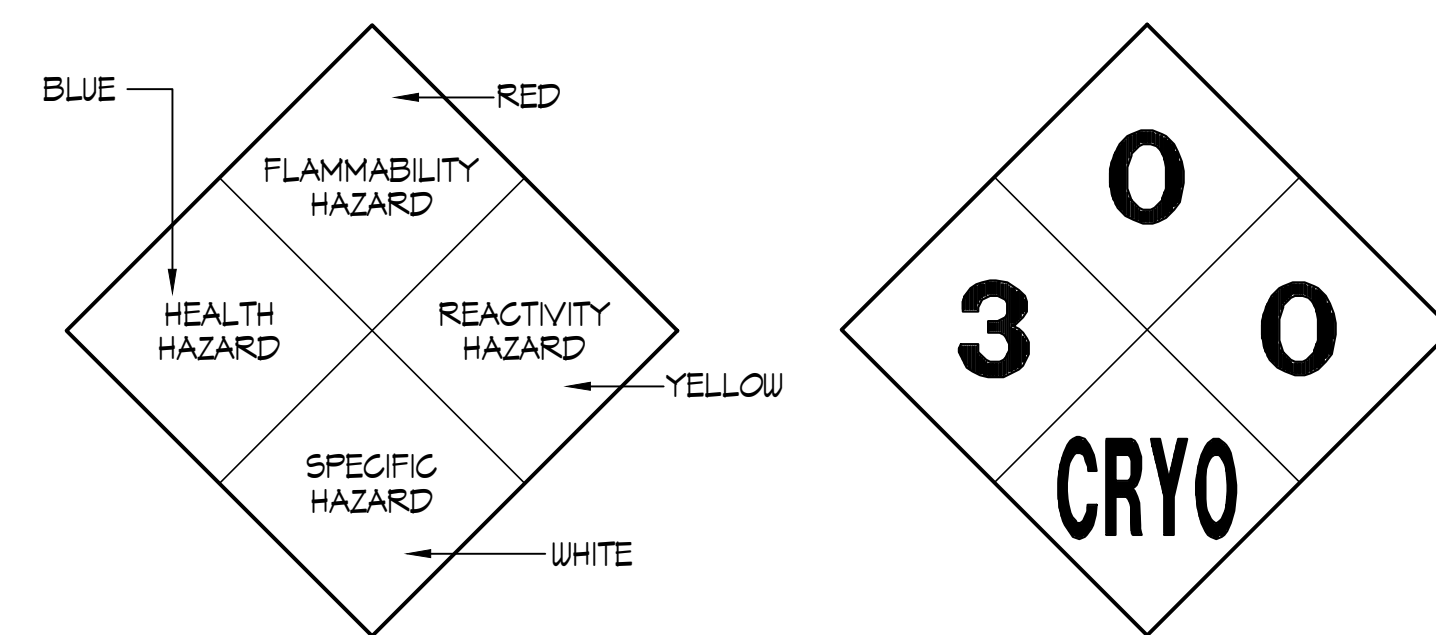 BLUE
RED
FLAMMABILITY
HAZARD
HEALTH
HAZARD
REACTIVITY
HAZARD
YELLOW
SPECIFIC
HAZARD
WHITE
0
3
0
CRYO